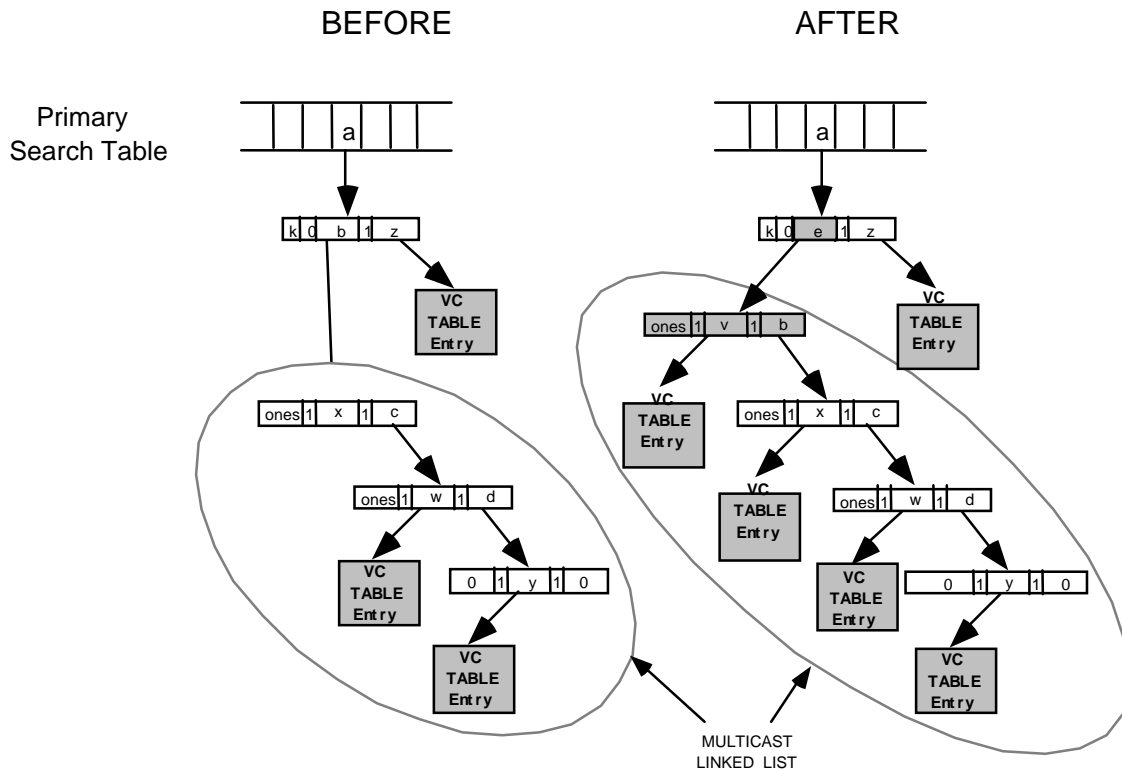 BEFORE
AFTER
Primary
Search Table
a
a
k 0 b 1 z
k 0 e 1 z
VC
TABLE
Entry
VC
TABLE
Entry
ones 1 v 1 b
VC
TABLE
Entry
ones 1 x 1 c
ones 1 x 1 c
VC
TABLE
Entry
ones 1 w 1 d
ones 1 w 1 d
VC
TABLE
Entry
VC
TABLE
Entry
0 1 y 1 0
0 1 y 1 0
VC
TABLE
Entry
VC
TABLE
Entry
MULTICAST
LINKED LIST